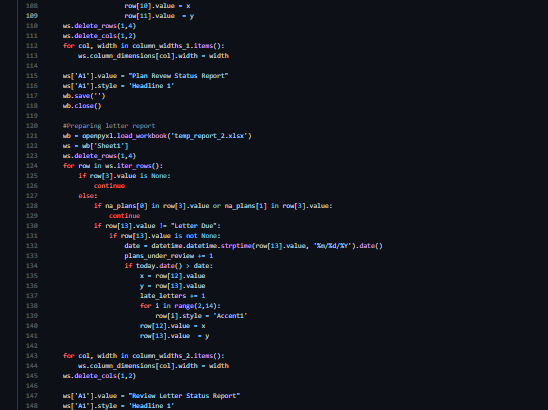 108 row[10].value = x
109 row[11].value = y
110 ws.delete_rows(1,4)
111 ws.delete_cols(1,2)
112 for col, width in column_widths_1.items():
113 ws.column_dimensions[col].width = width
114
115 ws['A1'].value = "Plan Revew Status Report"
116 ws['A1'].style = 'Headline 1'
117 wb.save('')
118 wb.close()
119
120 #Preparing letter report
121 wb = openpyxl.load_workbook('temp_report_2.xlsx')
122 ws = wb['Sheet1']
123 ws.delete_rows(1,4)
124 for row in ws.iter_rows():
125 if row[3].value is None:
126 continue
127 else:
128 if na_plans[0] in row[3].value or na_plans[1] in row[3].value:
129 continue
130 if row[13].value != "Letter Due":
131 if row[13].value is not None:
132 date = datetime.datetime.strptime(row[13].value, '%m/%d/%Y').date()
133 plans_under_review += 1
134 if today.date() > date:
135 x = row[12].value
136 y = row[13].value
137 late_letters += 1
138 for i in range(2,14):
139 row[i].style = 'Accent1'
140 row[12].value = x
141 row[13].value = y
142
143 for col, width in column_widths_2.items():
144 ws.column_dimensions[col].width = width
145 ws.delete_cols(1,2)
146
147 ws['A1'].value = "Review Letter Status Report"
148 ws['A1'].style = 'Headline 1'